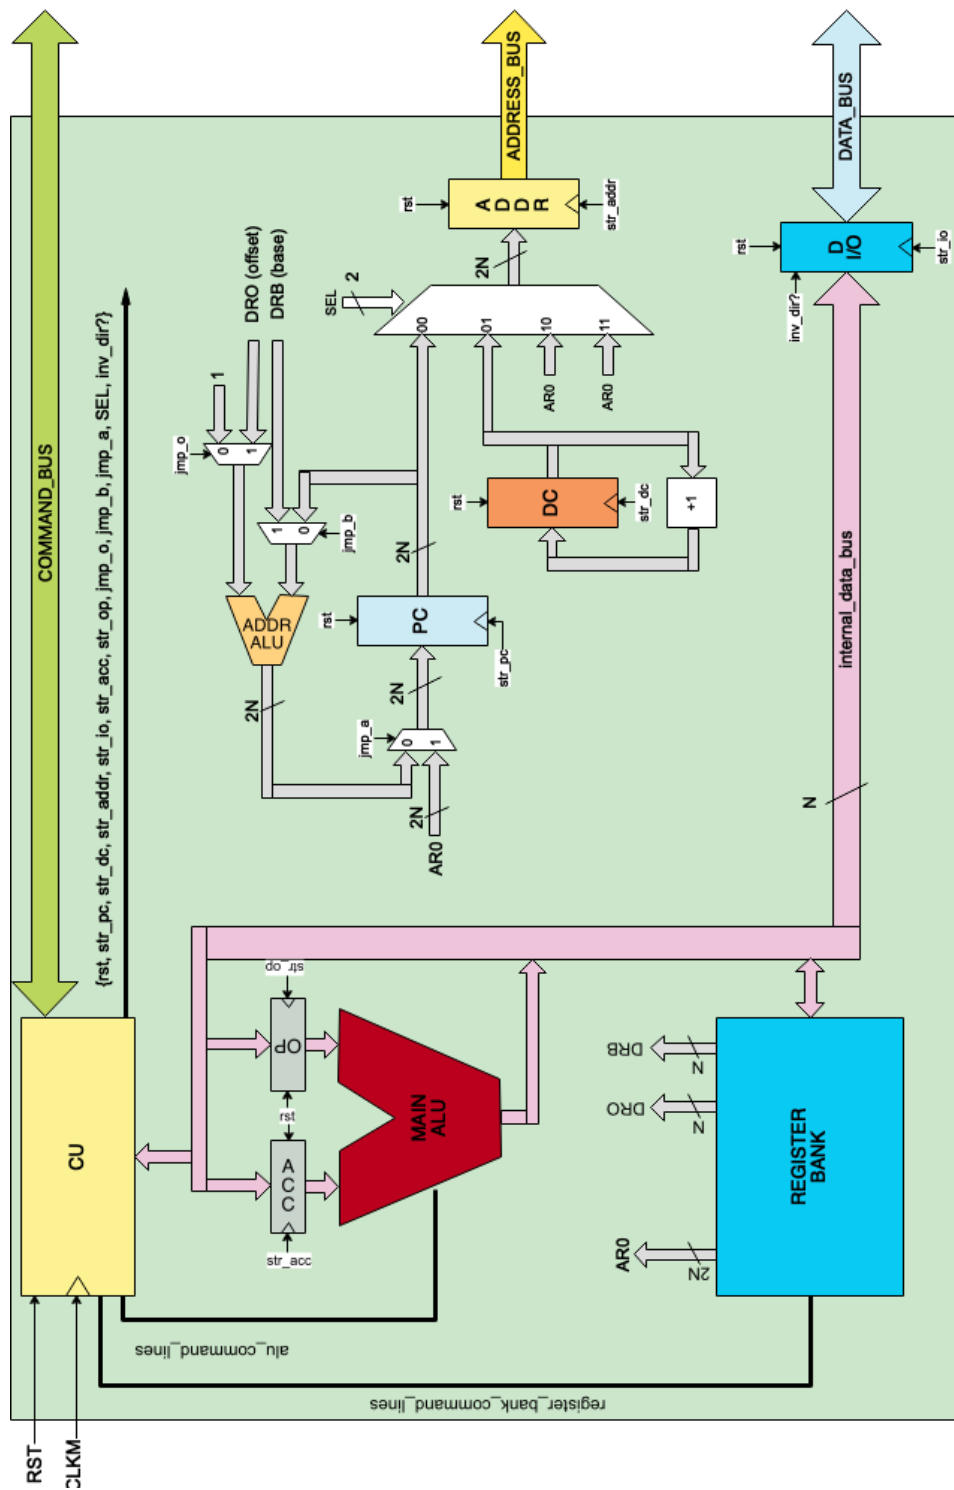 COMMAND_BUS
ADDRESS_BUS
DATA_BUS
{rst, str_pc, str_dc, str_addr, str_io, str_acc, str_op, jmp_o, jmp_b, jmp_a, SEL, inv_dir?}
DRO (offset)
DRB (base)
1
jmp_o
0
1
1
0
jmp_b
ADDR
ALU
2N
jmp_a
0
1
2N
AR0
2N
rst
PC
str_pc
2N
SEL
2
00
01
10
11
AR0
AR0
2N
rst
A
D
D
R
str_addr
rst
DC
str_dc
+1
rst
inv_dir?
D
I/O
str_io
internal_data_bus
N
CU
RST
CLKM
str_op
OP
rst
A
C
C
str_acc
MAIN
ALU
alu_command_lines
register_bank_command_lines
DRB
N
DRO
N
AR0
2N
REGISTER
BANK